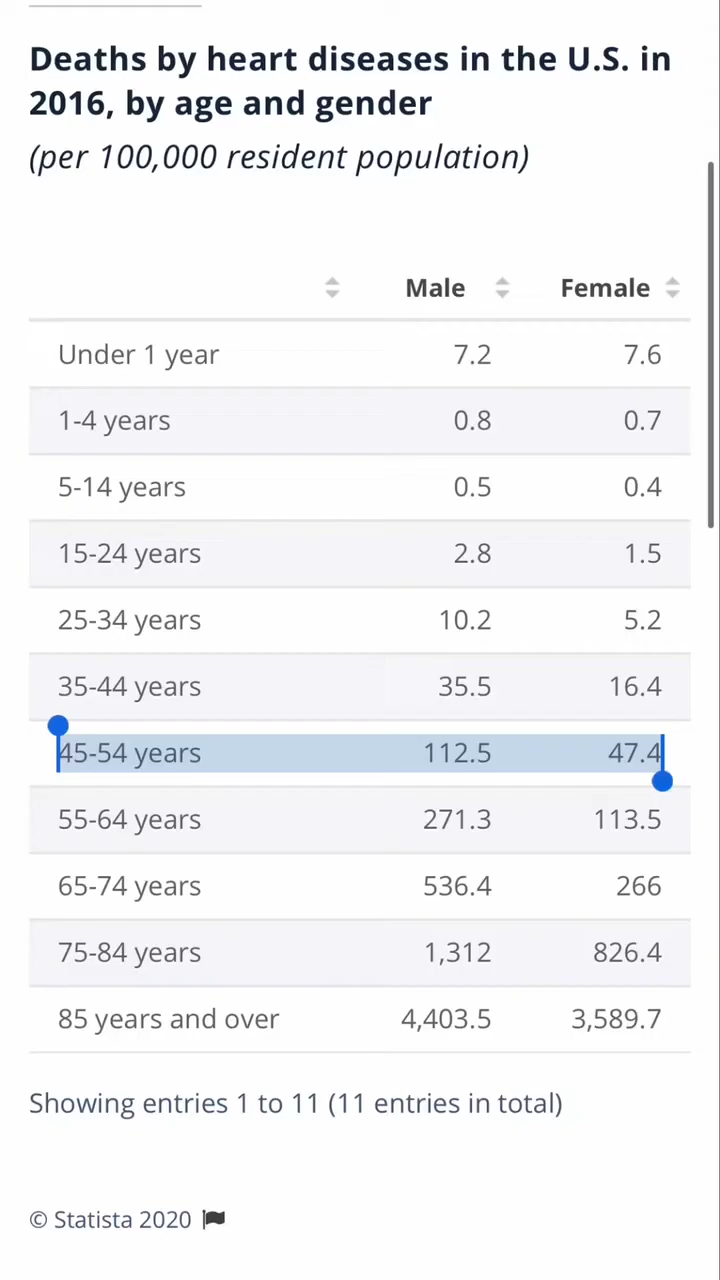 Deaths by heart diseases in the U.S. in
2016, by age and gender
(per 100,000 resident population)
Male Female
Under 1 year 7.2 7.6
1-4 years 0.8 0.7
5-14 years 0.5 0.4
15-24 years 2.8 1.5
25-34 years 10.2 5.2
35-44 years 35.5 16.4
45-54 years 112.5 47.4
55-64 years 271.3 113.5
65-74 years 536.4 266
75-84 years 1,312 826.4
85 years and over 4,403.5 3,589.7
Showing entries 1 to 11 (11 entries in total)
© Statista 2020